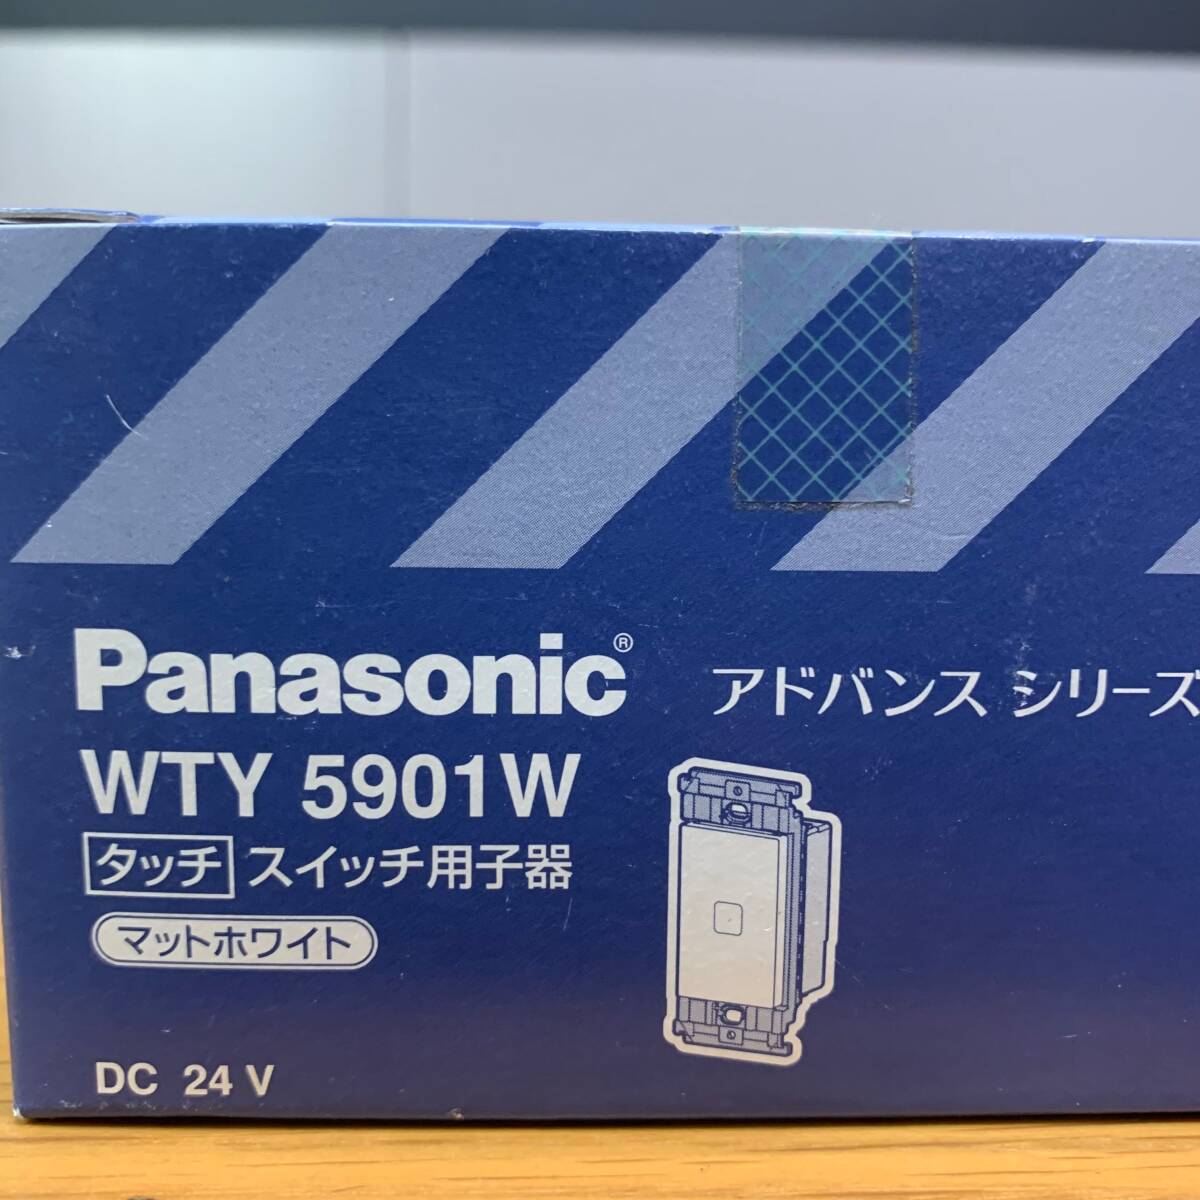 Panasonic®
アドバンス シリーズ
WTY 5901W
タッチ スイッチ用子器
マットホワイト
DC 24 V